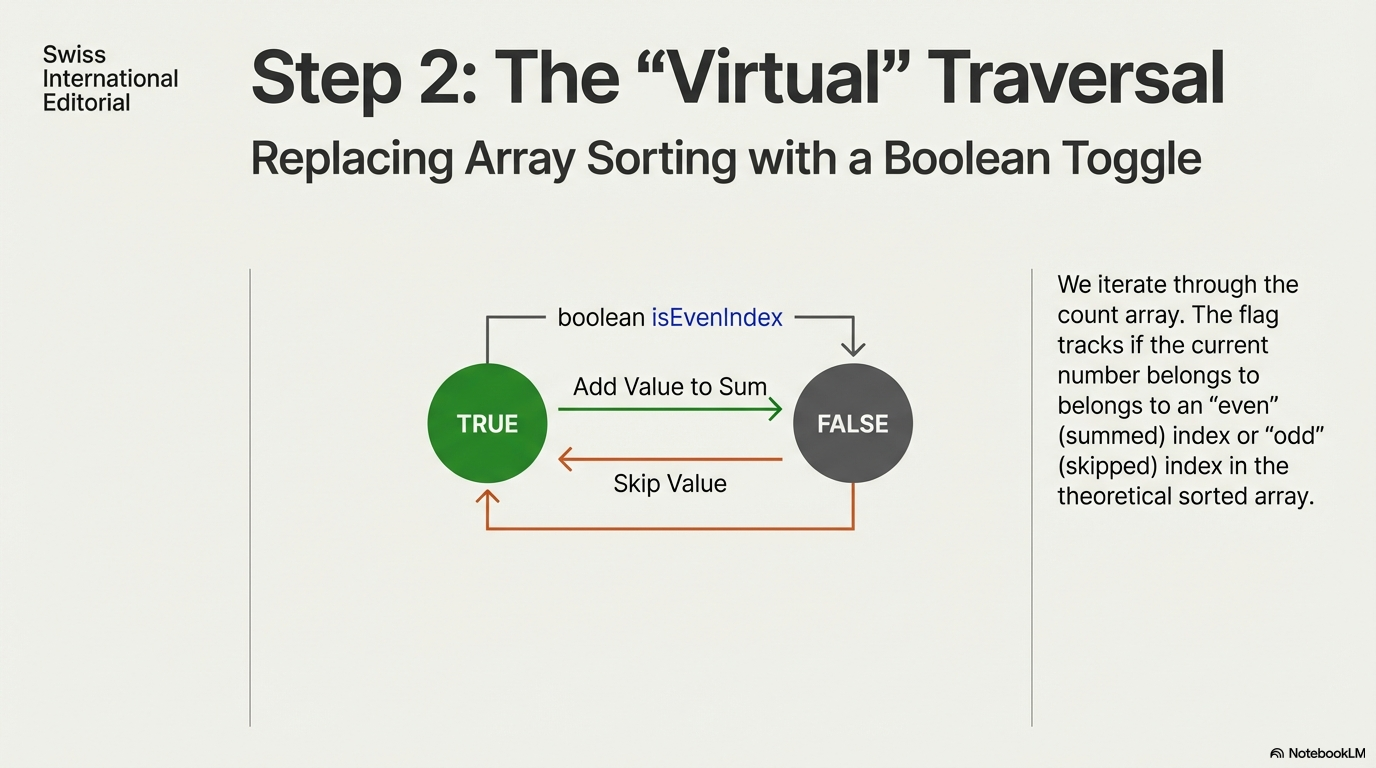 Swiss
International
Editorial
Step 2: The “Virtual” Traversal
Replacing Array Sorting with a Boolean Toggle
boolean isEvenIndex
Add Value to Sum
TRUE
FALSE
Skip Value
We iterate through the
count array. The flag
tracks if the current
number belongs to
belongs to an “even”
(summed) index or “odd”
(skipped) index in the
theoretical sorted array.
NotebookLM